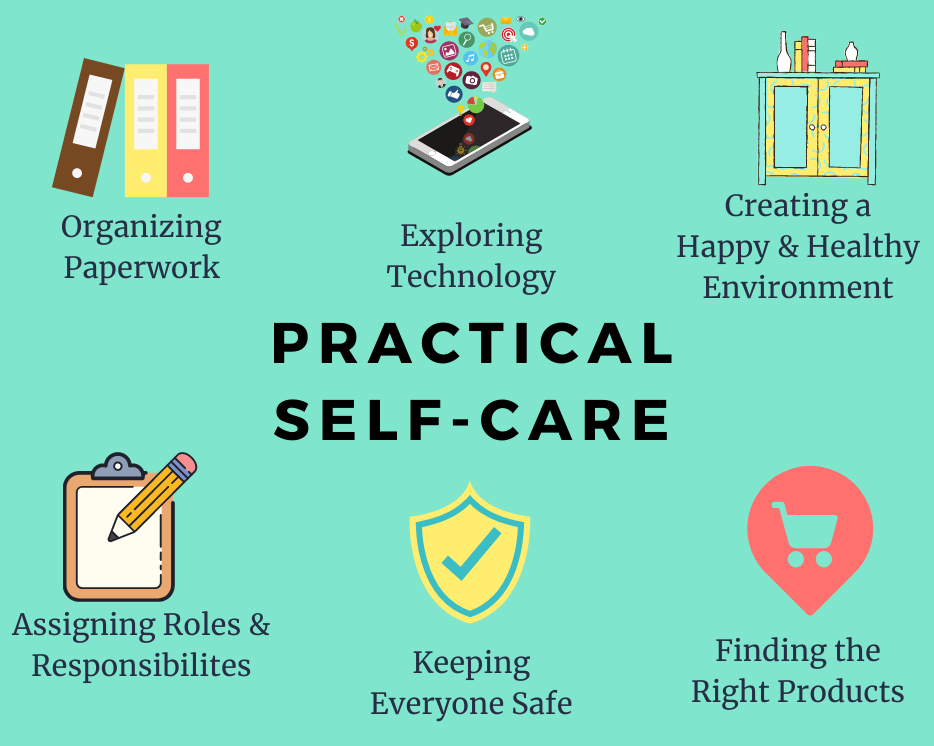 Organizing
Paperwork
Exploring
Technology
Creating a
Happy & Healthy
Environment
PRACTICAL
SELF-CARE
Assigning Roles &
Responsibilites
Keeping
Everyone Safe
Finding the
Right Products